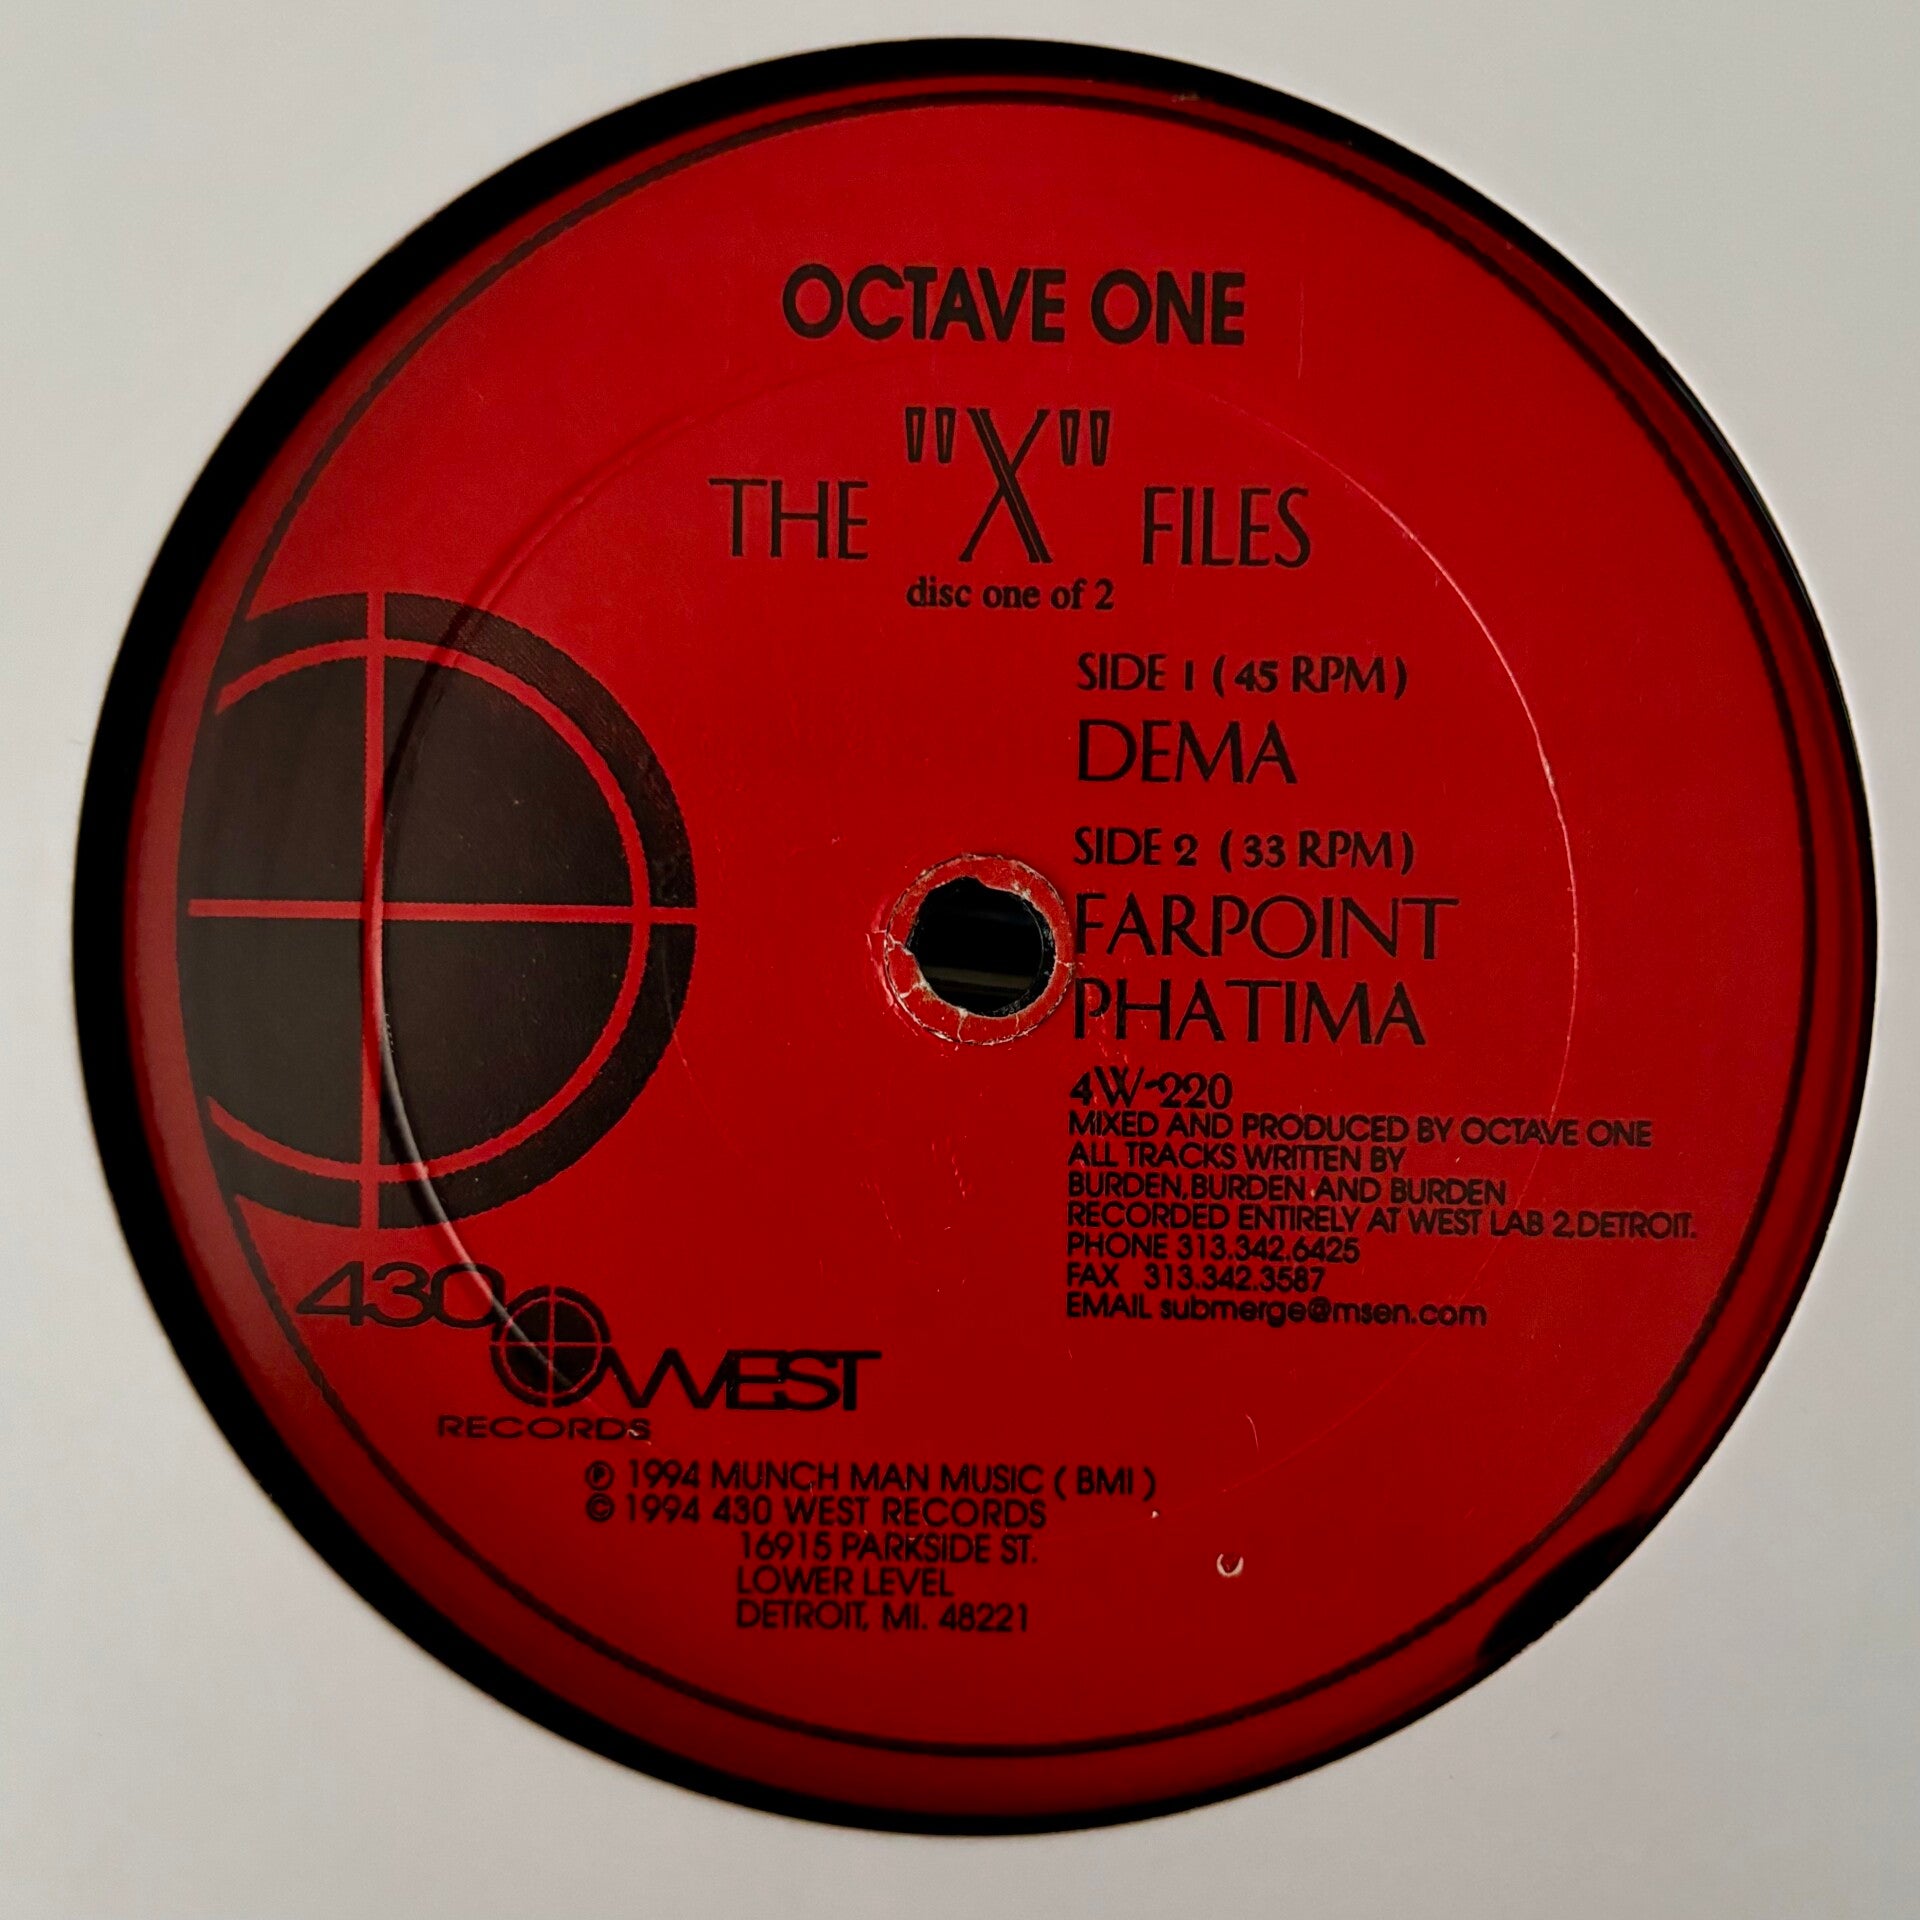 OCTAVE ONE
THE "X" FILES
disc one of 2
SIDE 1 ( 45 RPM )
DEMA
SIDE 2 ( 33 RPM )
FARPOINT
PHATIMA
4W-220
MIXED AND PRODUCED BY OCTAVE ONE
ALL TRACKS WRITTEN BY
BURDEN,BURDEN AND BURDEN
RECORDED ENTIRELY AT WEST LAB 2,DETROIT.
PHONE 313.342.6425
FAX 313.342.3587
EMAIL submerge@msen.com
430 WEST
RECORDS
℗ 1994 MUNCH MAN MUSIC ( BMI )
© 1994 430 WEST RECORDS
16915 PARKSIDE ST.
LOWER LEVEL
DETROIT, MI. 48221